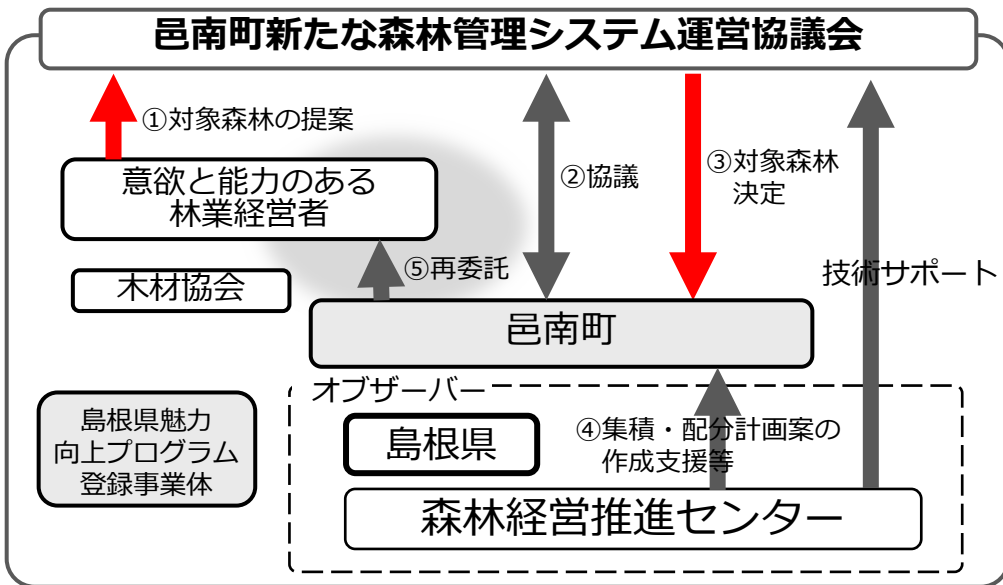 邑南町新たな森林管理システム運営協議会
①対象森林の提案
意欲と能力のある
林業経営者
②協議
③対象森林
決定
⑤再委託
木材協会
技術サポート
邑南町
オブザーバー
島根県魅力
向上プログラム
登録事業体
島根県
④集積・配分計画案の
作成支援等
森林経営推進センター